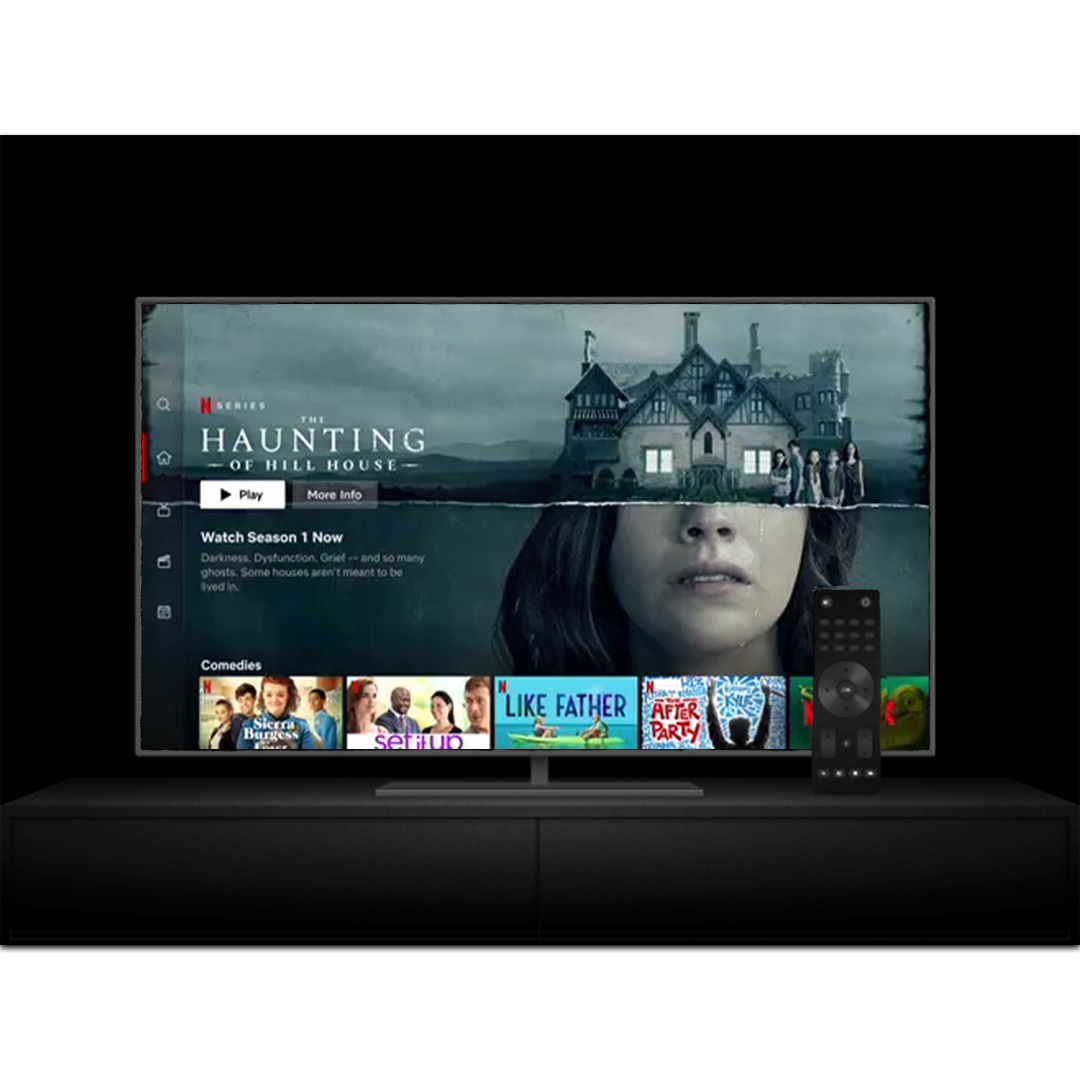 N SERIES
THE
HAUNTING
OF HILL HOUSE
Play
More Info
Watch Season 1 Now
Darkness. Dysfunction. Grief -- and so many
ghosts. Some houses aren't meant to be
lived in.
Comedies
N
Sierra
Burgess
N
set it up
N
LIKE FATHER
N
KYLE
AFTER
PARTY
OK